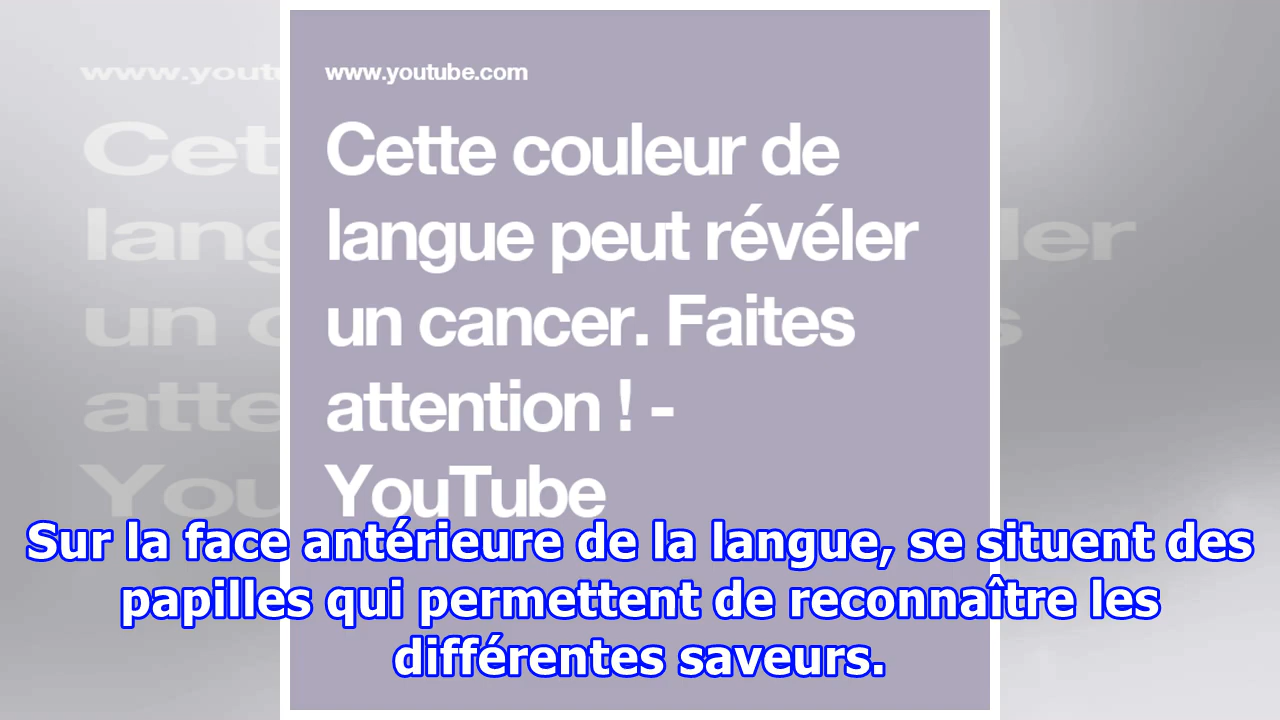 www.youtube.com
Cette couleur de
langue peut révéler
un cancer. Faites
attention ! -
YouTube
Sur la face antérieure de la langue, se situent des
papilles qui permettent de reconnaître les
différentes saveurs.